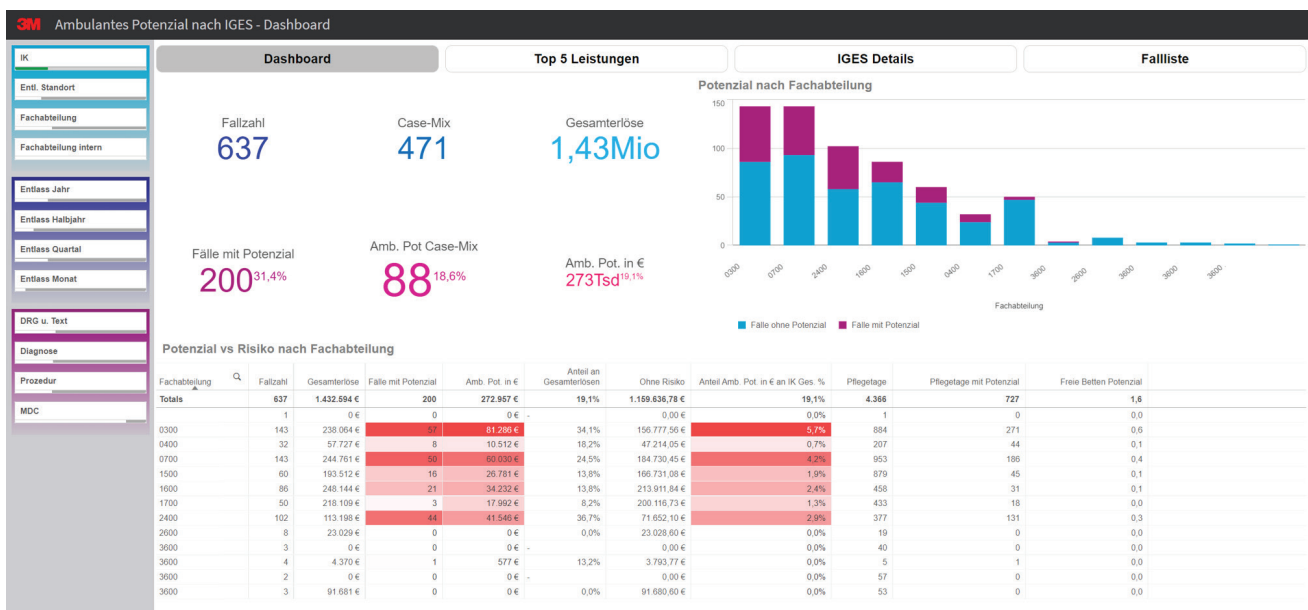 3M Ambulantes Potenzial nach IGES - Dashboard
IK
Entl. Standort
Fachabteilung
Fachabteilung intern
Entlass Jahr
Entlass Halbjahr
Entlass Quartal
Entlass Monat
DRG u. Text
Diagnose
Prozedur
MDC
Dashboard Top 5 Leistungen IGES Details Fallliste
Fallzahl Case-Mix Gesamterlöse
637 471 1,43Mio
Fälle mit Potenzial Amb. Pot Case-Mix Amb. Pot. in €
200 31,4% 88 18,6% 273Tsd 19,1%
Potenzial nach Fachabteilung
150
100
50
0
0300 0700 2400 1600 1500 0400 1700 3600 2600 3600 3600 3600
Fachabteilung
Fälle ohne Potenzial Fälle mit Potenzial
Potenzial vs Risiko nach Fachabteilung
Fachabteilung Fallzahl Gesamterlöse Fälle mit Potenzial Amb. Pot. in € Anteil an Gesamterlösen Ohne Risiko Anteil Amb. Pot. in € an IK Ges. % Pflegetage Pflegetage mit Potenzial Freie Betten Potenzial
Totals 637 1.432.594 € 200 272.957 € 19,1% 1.159.636,78 € 19,1% 4.366 727 1,6
1 0 € 0 0 € - 0,00 € 0,0% 1 0 0,0
0300 143 238.064 € 57 81.286 € 34,1% 156.777,56 € 5,7% 884 271 0,6
0400 32 57.727 € 8 10.512 € 18,2% 47.214,05 € 0,7% 207 44 0,1
0700 143 244.761 € 50 60.030 € 24,5% 184.730,45 € 4,2% 953 186 0,4
1500 60 193.512 € 16 26.781 € 13,8% 166.731,08 € 1,9% 879 45 0,1
1600 86 248.144 € 21 34.232 € 13,8% 213.911,84 € 2,4% 458 31 0,1
1700 50 218.109 € 3 17.992 € 8,2% 200.116,73 € 1,3% 433 18 0,0
2400 102 113.198 € 44 41.546 € 36,7% 71.652,10 € 2,9% 377 131 0,3
2600 8 23.029 € 0 0 € 0,0% 23.028,60 € 0,0% 19 0 0,0
3600 3 0 € 0 0 € - 0,00 € 0,0% 40 0 0,0
3600 4 4.370 € 1 577 € 13,2% 3.793,77 € 0,0% 5 1 0,0
3600 2 0 € 0 0 € - 0,00 € 0,0% 57 0 0,0
3600 3 91.681 € 0 0 € 0,0% 91.680,60 € 0,0% 53 0 0,0